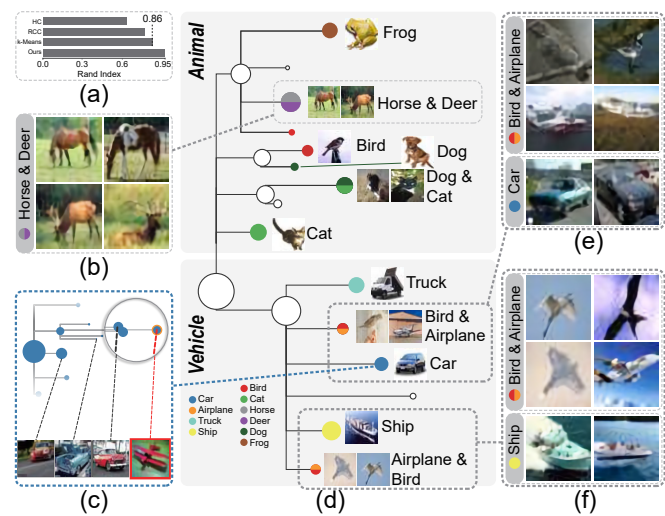 HC
RCC
k-Means
Ours
0.86
0.0
0.2
0.4
0.6
0.8
0.95
Rand Index
(a)
Horse & Deer
(b)
(c)
Animal
Frog
Horse & Deer
Bird
Dog
Dog &
Cat
Cat
Vehicle
Truck
Bird &
Airplane
Car
Ship
Airplane &
Bird
Car
Airplane
Truck
Ship
Bird
Cat
Horse
Deer
Dog
Frog
(d)
Bird & Airplane
Car
(e)
Bird & Airplane
Ship
(f)